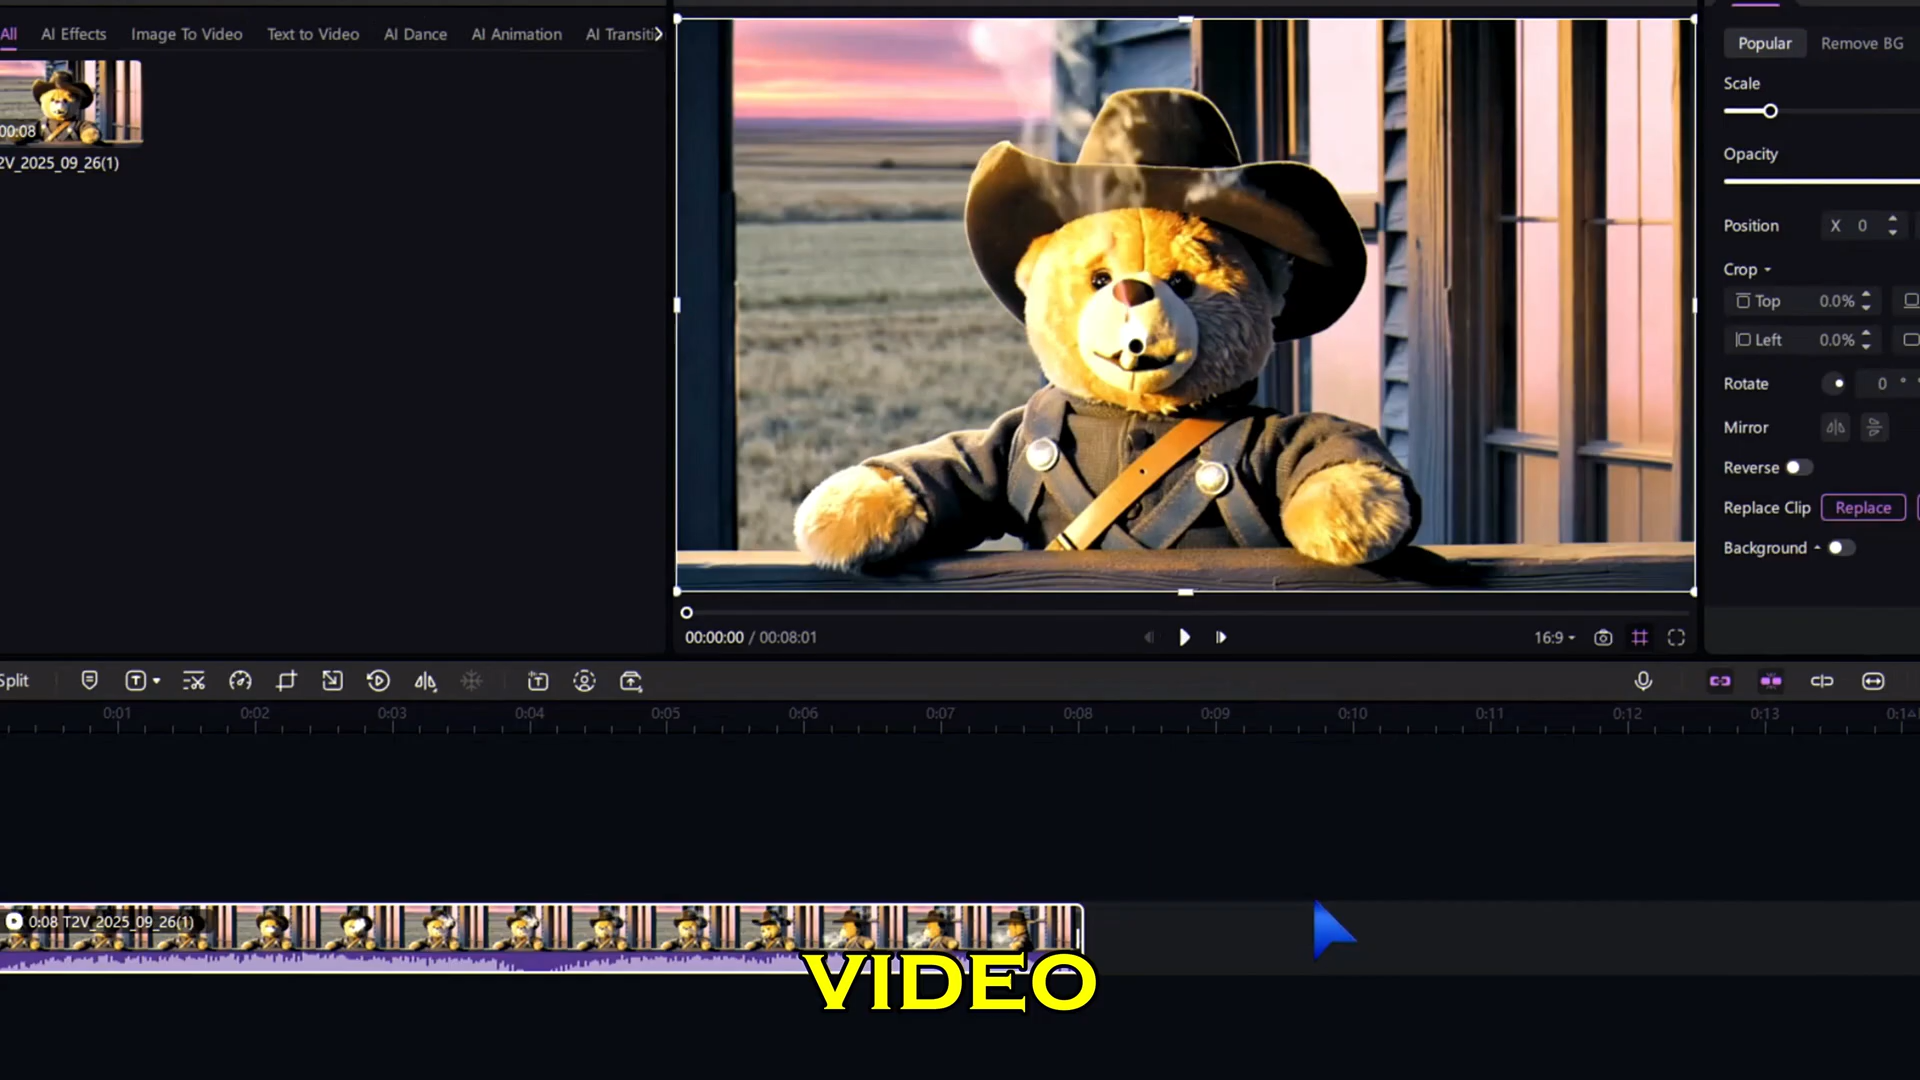 All AI Effects Image To Video Text to Video AI Dance AI Animation AI Transiti
00:08
2V_2025_09_26(1)
Popular Remove BG
Scale
Opacity
Position X 0
Crop
Top 0.0%
Left 0.0%
Rotate 0 °
Mirror
Reverse
Replace Clip Replace
Background
00:00:00 / 00:08:01
16:9
Split
0:01 0:02 0:03 0:04 0:05 0:06 0:07 0:08 0:09 0:10 0:11 0:12 0:13 0:14
0:08 T2V_2025_09_26(1)
VIDEO